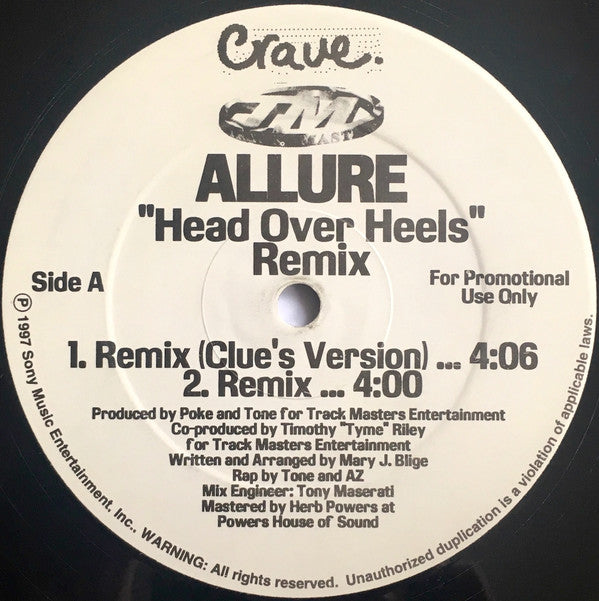 Crave.
TM
ALLURE
"Head Over Heels"
Remix
Side A
For Promotional
Use Only
1. Remix (Clue's Version) ... 4:06
2. Remix ... 4:00
Produced by Poke and Tone for Track Masters Entertainment
Co-produced by Timothy "Tyme" Riley
for Track Masters Entertainment
Written and Arranged by Mary J. Blige
Rap by Tone and AZ
Mix Engineer: Tony Maserati
Mastered by Herb Powers at
Powers House of Sound
℗ 1997 Sony Music Entertainment, Inc.. WARNING: All rights reserved. Unauthorized duplication is a violation of applicable laws.